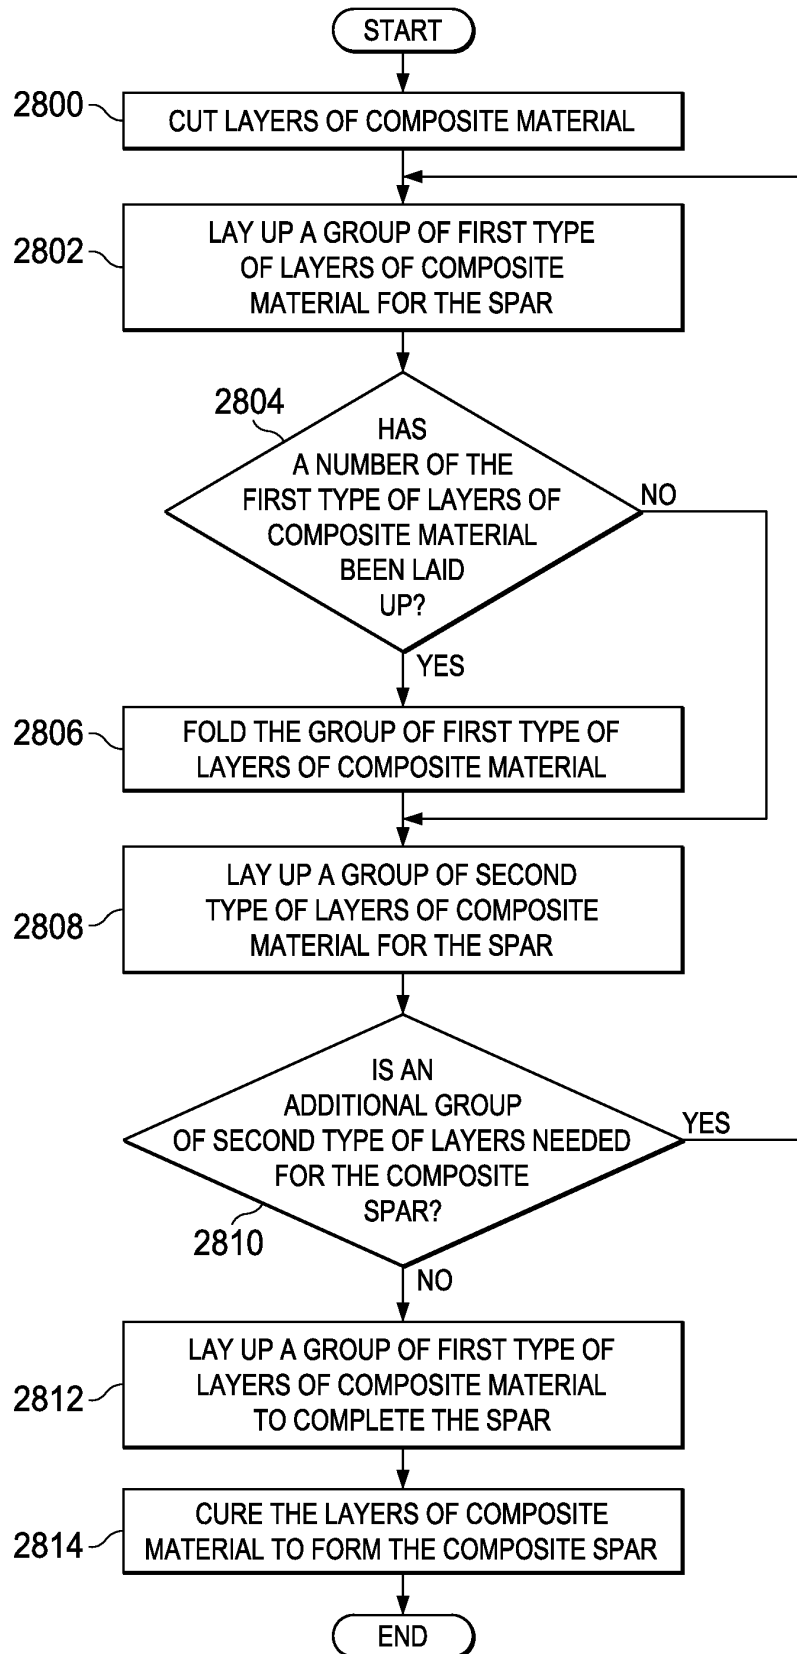 START
2800
CUT LAYERS OF COMPOSITE MATERIAL
2802
LAY UP A GROUP OF FIRST TYPE
OF LAYERS OF COMPOSITE
MATERIAL FOR THE SPAR
2804
HAS
A NUMBER OF THE
FIRST TYPE OF LAYERS OF
COMPOSITE MATERIAL
BEEN LAID
UP?
NO
YES
2806
FOLD THE GROUP OF FIRST TYPE OF
LAYERS OF COMPOSITE MATERIAL
2808
LAY UP A GROUP OF SECOND
TYPE OF LAYERS OF COMPOSITE
MATERIAL FOR THE SPAR
IS AN
ADDITIONAL GROUP
OF SECOND TYPE OF LAYERS NEEDED
FOR THE COMPOSITE
SPAR?
YES
2810
NO
2812
LAY UP A GROUP OF FIRST TYPE OF
LAYERS OF COMPOSITE MATERIAL
TO COMPLETE THE SPAR
2814
CURE THE LAYERS OF COMPOSITE
MATERIAL TO FORM THE COMPOSITE SPAR
END